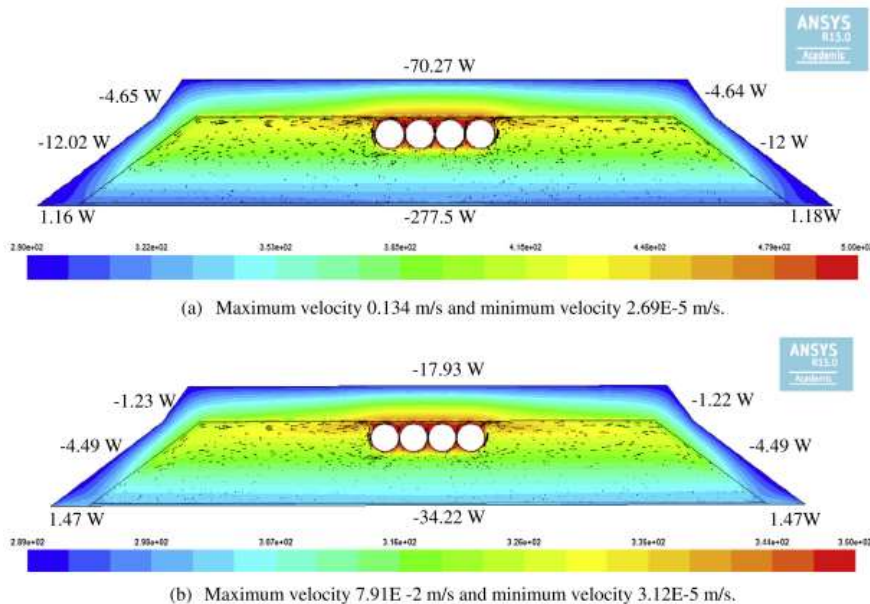 ANSYS
R15.0
Academic
-70.27 W
-4.65 W
-4.64 W
-12.02 W
-12 W
1.16 W
-277.5 W
1.18W
2.90e+02 3.22e+02 3.53e+02 3.85e+02 4.16e+02 4.48e+02 4.79e+02 5.00e+02
(a) Maximum velocity 0.134 m/s and minimum velocity 2.69E-5 m/s.
ANSYS
R15.0
Academic
-17.93 W
-1.23 W
-1.22 W
-4.49 W
-4.49 W
1.47 W
-34.22 W
1.47W
2.89e+02 2.98e+02 3.07e+02 3.16e+02 3.26e+02 3.35e+02 3.44e+02 3.50e+02
(b) Maximum velocity 7.91E -2 m/s and minimum velocity 3.12E-5 m/s.